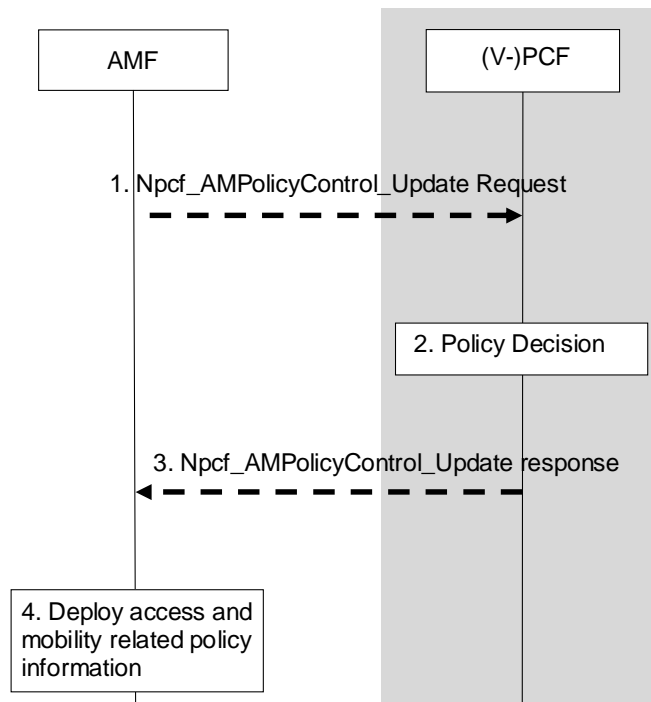 AMF
(V-)PCF
1. Npcf_AMPolicyControl_Update Request
2. Policy Decision
3. Npcf_AMPolicyControl_Update response
4. Deploy access and
mobility related policy
information